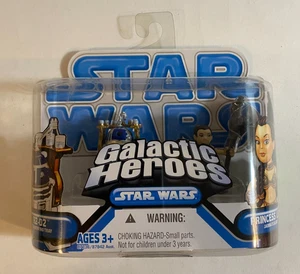 STAR
WARS
Galactic
Heroes
STAR WARS
WARNING:
CHOKING HAZARD-Small parts.
Not for children under 3 years.
AGES 3+
PRINCESS